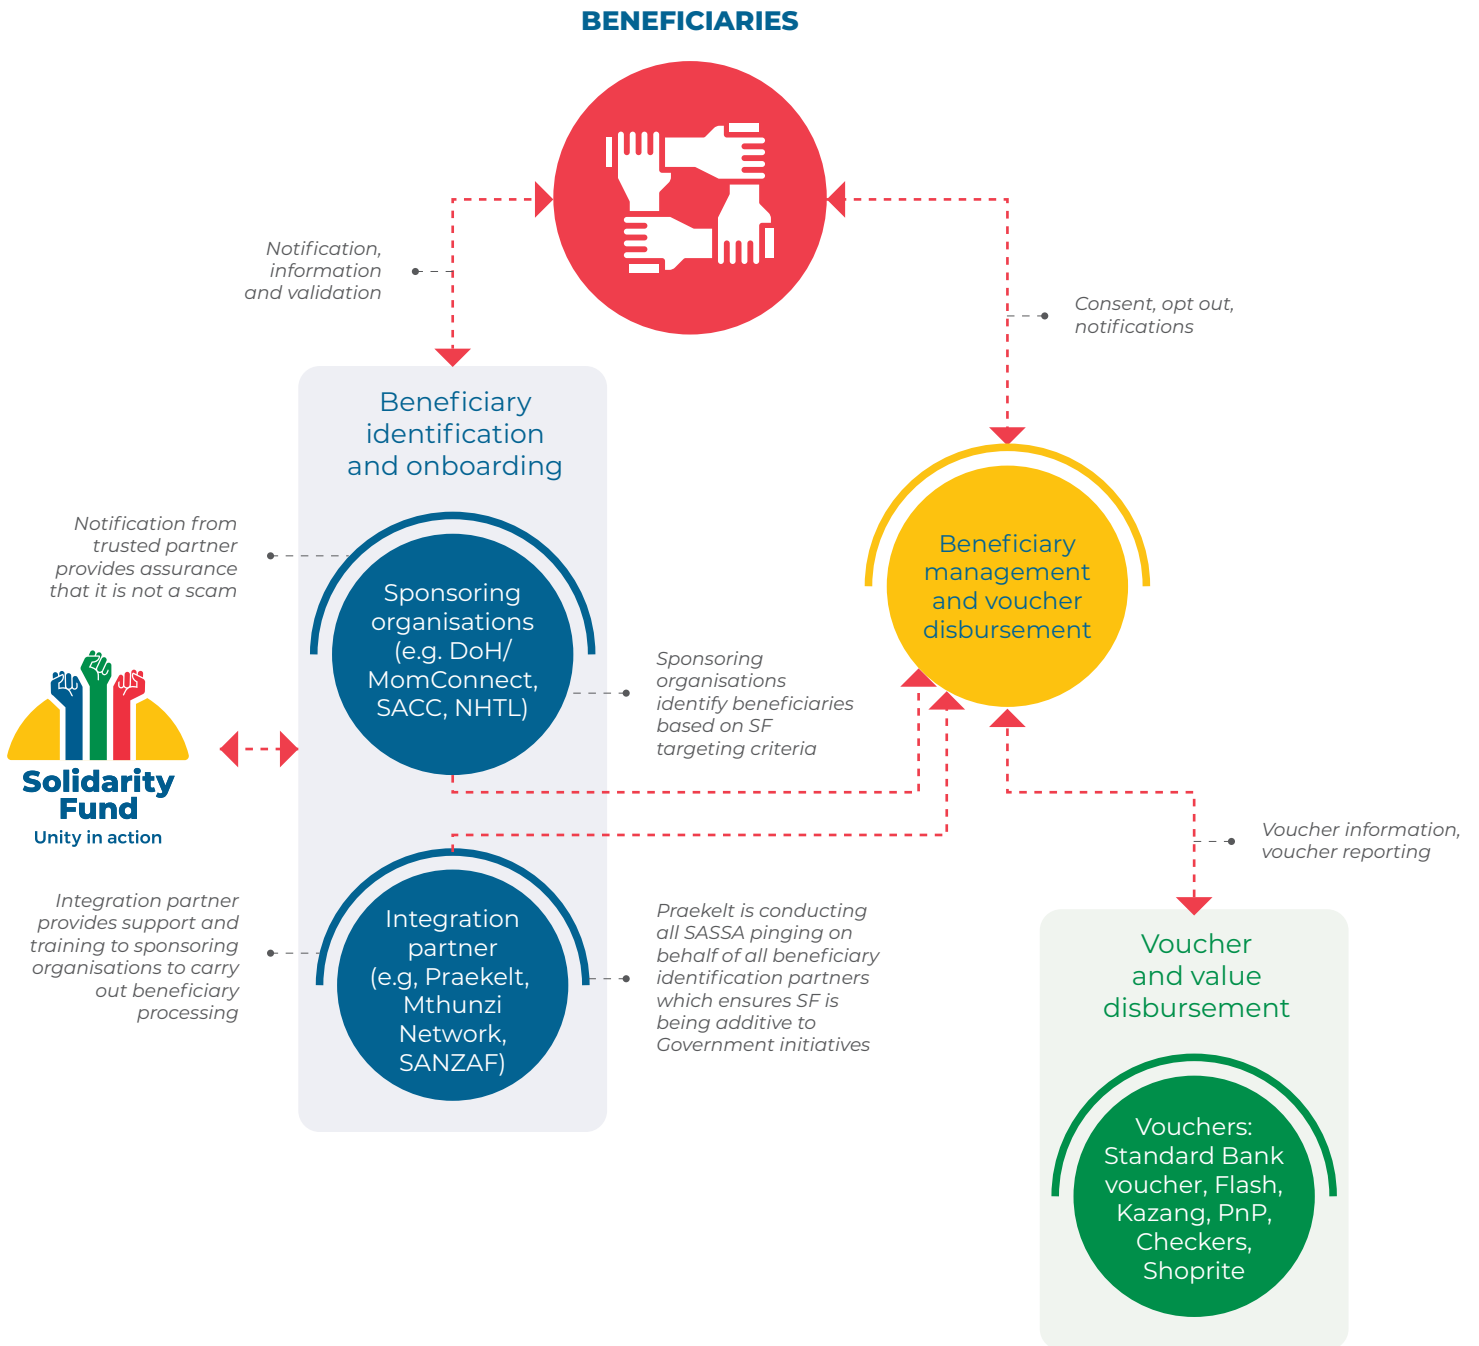 BENEFICIARIES
Notification,
information
and validation
Consent, opt out,
notifications
Beneficiary
identification
and onboarding
Notification from
trusted partner
provides assurance
that it is not a scam
Sponsoring
organisations
(e.g. DoH/
MomConnect,
SACC, NHTL)
Sponsoring
organisations
identify beneficiaries
based on SF
targeting criteria
Beneficiary
management
and voucher
disbursement
Solidarity
Fund
Unity in action
Voucher information,
voucher reporting
Integration partner
provides support and
training to sponsoring
organisations to carry
out beneficiary
processing
Integration
partner
(e.g, Praekelt,
Mthunzi
Network,
SANZAF)
Praekelt is conducting
all SASSA pinging on
behalf of all beneficiary
identification partners
which ensures SF is
being additive to
Government initiatives
Voucher
and value
disbursement
Vouchers:
Standard Bank
voucher, Flash,
Kazang, PnP,
Checkers,
Shoprite